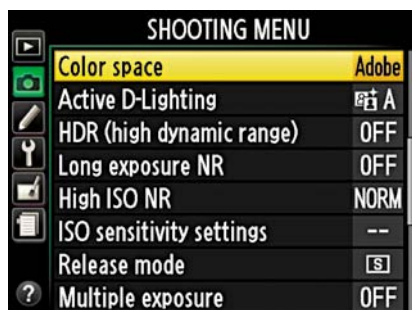 SHOOTING MENU
Color space Adobe
Active D-Lighting A
HDR (high dynamic range) OFF
Long exposure NR OFF
High ISO NR NORM
ISO sensitivity settings --
Release mode S
Multiple exposure OFF
?